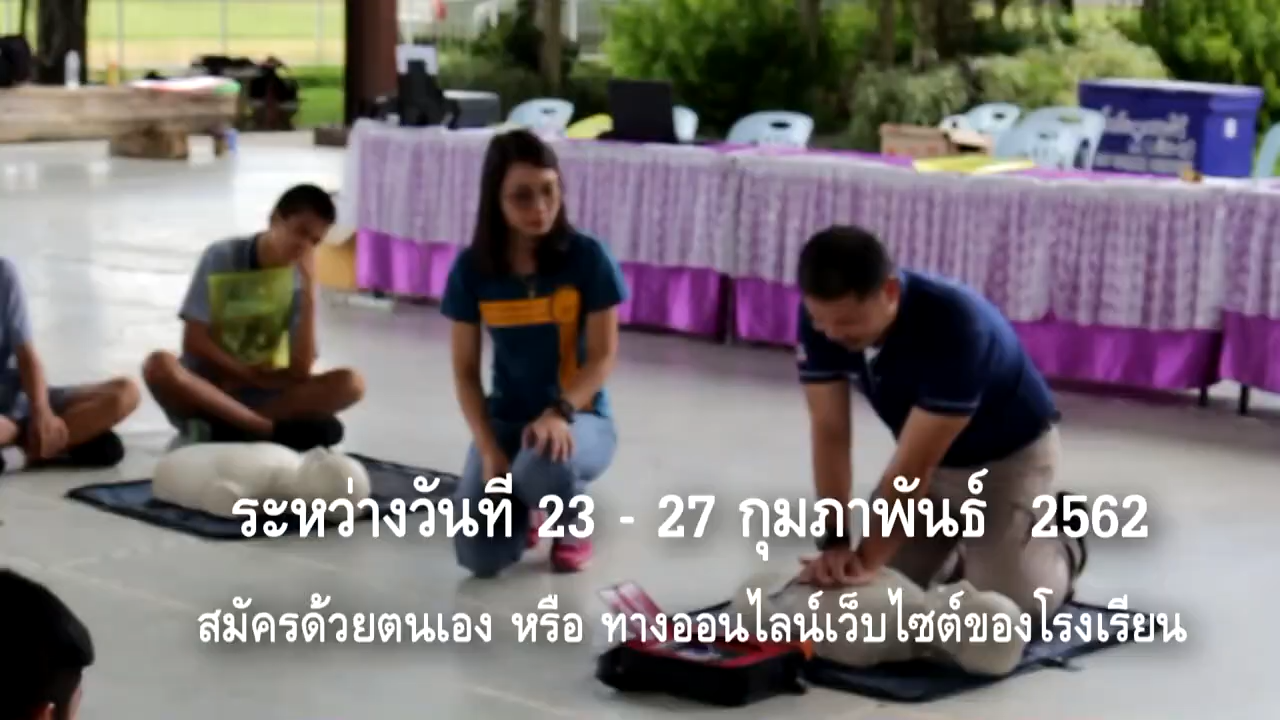 ระหว่างวันที่ 23 - 27 กุมภาพันธ์ 2562
สมัครด้วยตนเอง หรือ ทางออนไลน์เว็บไซต์ของโรงเรียน